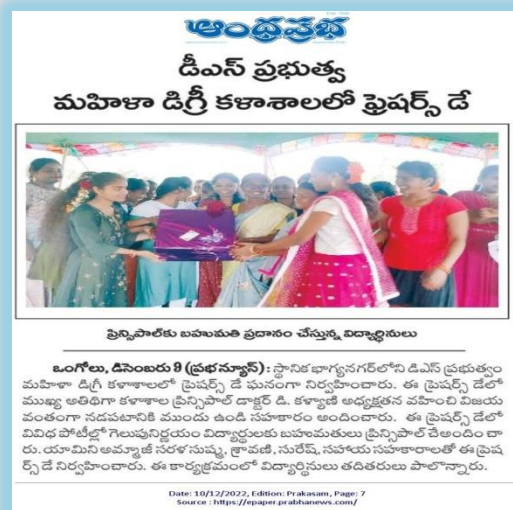 ఆంధ్రప్రభ
డీఎస్ ప్రభుత్వ
మహిళా డిగ్రీ కళాశాలలో ఫ్రెషర్స్ డే
ప్రిన్సిపాల్‌కు బహుమతి ప్రదానం చేస్తున్న విద్యార్థినులు
ఒంగోలు, డిసెంబరు 9 (ప్రభన్యూస్) : స్థానిక భాగ్యనగర్‌లోని డిఎస్ ప్రభుత్వం
మహిళా డిగ్రీ కళాశాలలో ఫ్రెషర్స్ డే ఘనంగా నిర్వహించారు. ఈ ఫ్రెషర్స్ డేలో
ముఖ్య అతిథిగా కళాశాల ప్రిన్సిపాల్ డాక్టర్ డి. కళ్యాణి అధ్యక్షతన వహించి విజయ
వంతంగా నడపటానికి ముందు ఉండి సహకారం అందించారు. ఈ ఫ్రెషర్స్ డేలో
వివిధ పోటీల్లో గెలుపునిర్ణయం విద్యార్థులకు బహుమతులు ప్రిన్సిపాల్ చేఅందిం చా
రు. యామిని అమ్మాజీ సరళ సుష్మ, శ్రావణి, సురేష్, సహాయ సహకారాలతో ఈ ఫ్రెష
ర్స్ డే నిర్వహించారు. ఈ కార్యక్రమంలో విద్యార్థినులు తదితరులు పాల్గొన్నారు.
Date: 10/12/2022, Edition: Prakasam, Page: 7
Source : https://epaper.prabhanews.com/